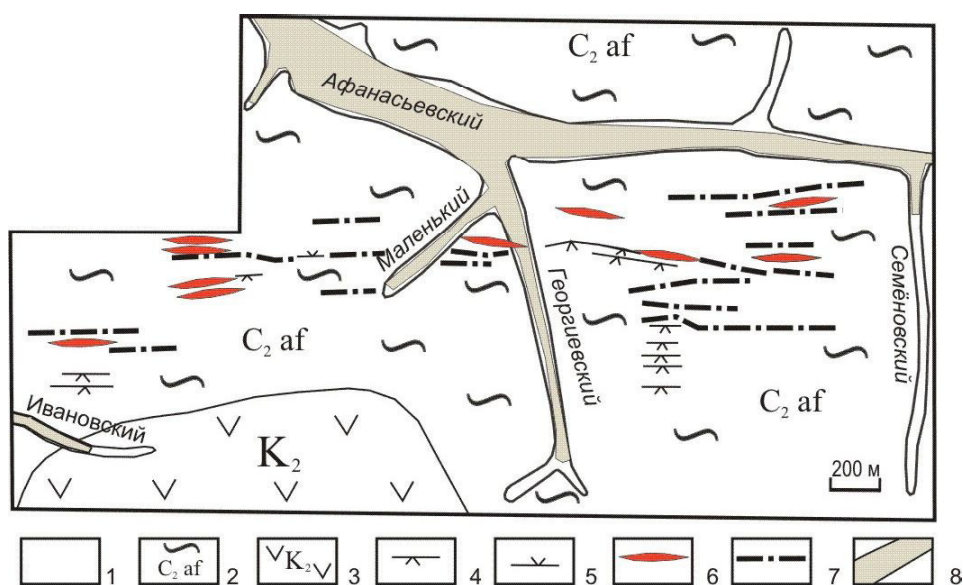 C₂ af
Афанасьевский
Маленький
Георгиевский
Семёновский
C₂ af
C₂ af
Ивановский
K₂
200 м
1
C₂ af 2
K₂ 3
4
5
6
7
8